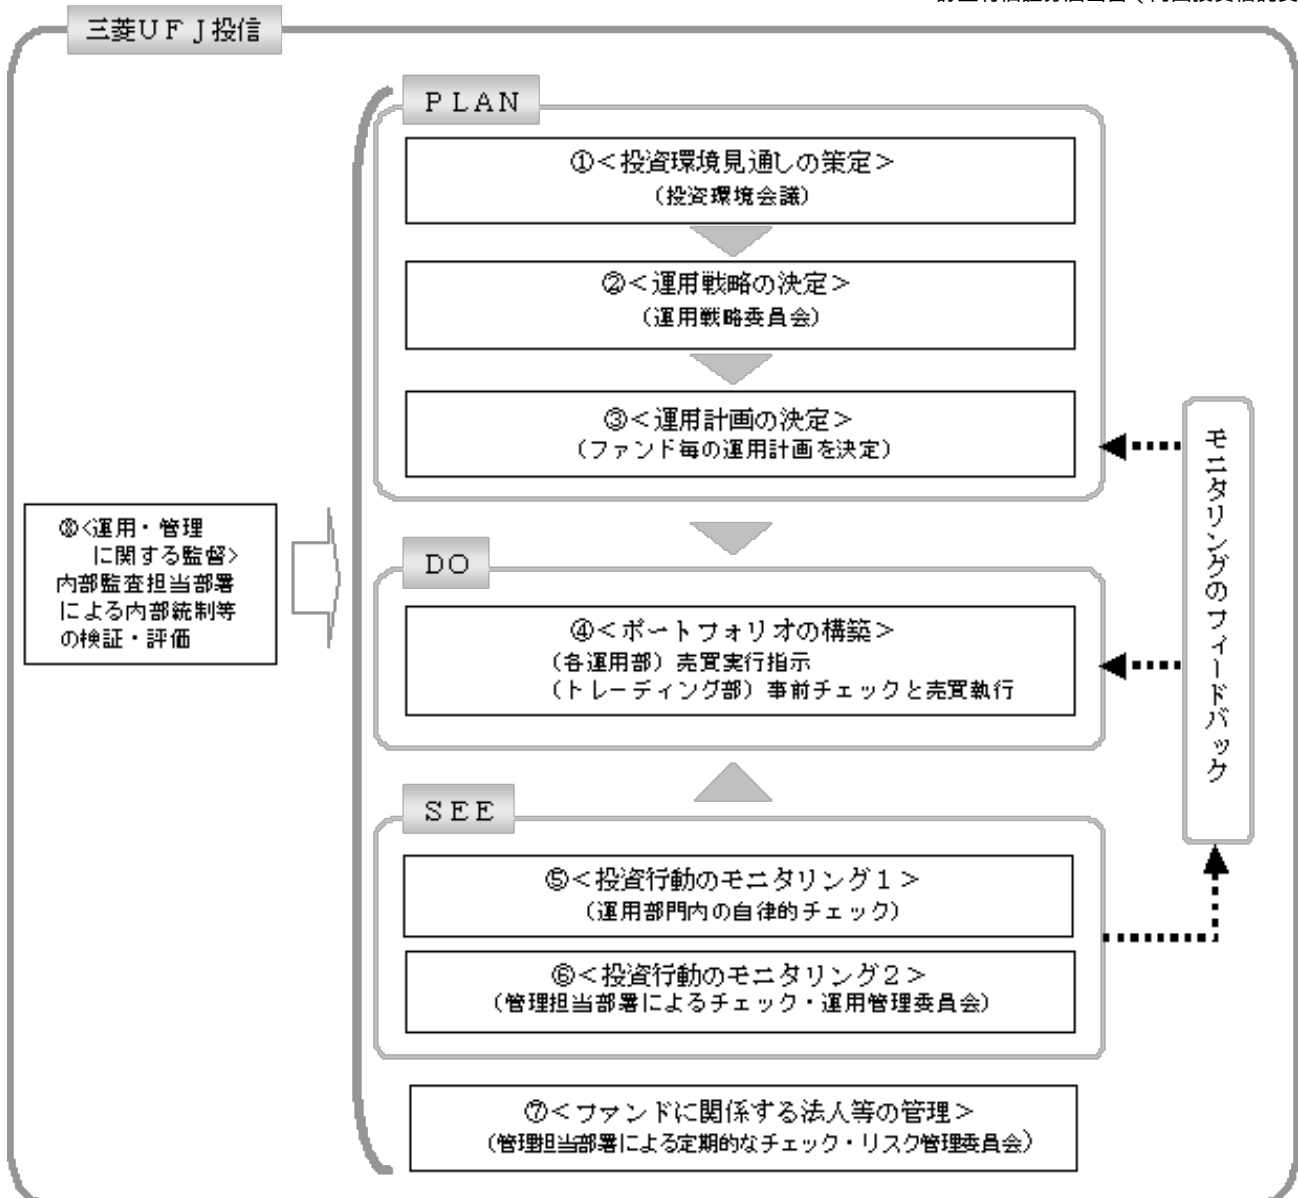 三菱ＵＦＪ投信
ＰＬＡＮ
①＜投資環境見通しの策定＞
（投資環境会議）
②＜運用戦略の決定＞
（運用戦略委員会）
③＜運用計画の決定＞
（ファンド毎の運用計画を決定）
モニタリングのフィードバック
⑧<運用・管理
に関する監督>
内部監査担当部署
による内部統制等
の検証・評価
ＤＯ
④＜ポートフォリオの構築＞
（各運用部）売買実行指示
（トレーディング部）事前チェックと売買執行
ＳＥＥ
⑤＜投資行動のモニタリング１＞
（運用部門内の自律的チェック）
⑥＜投資行動のモニタリング２＞
（管理担当部署によるチェック・運用管理委員会）
⑦＜ファンドに関係する法人等の管理＞
（管理担当部署による定期的なチェック・リスク管理委員会）